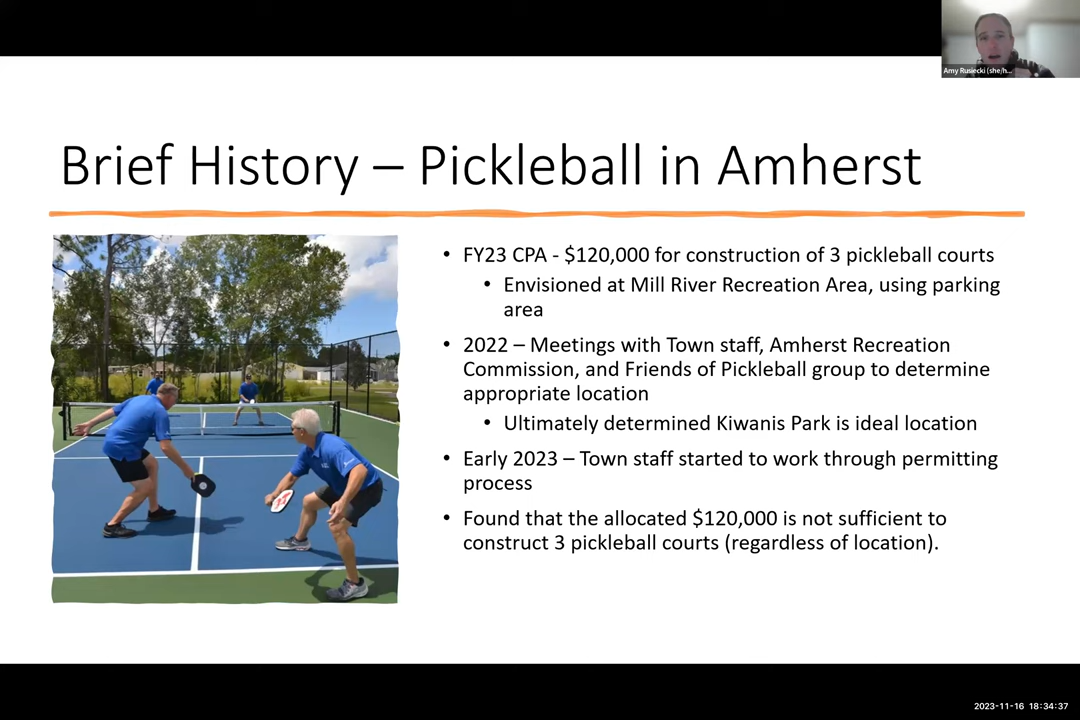 Amy Rusiecki (she/h...
Brief History – Pickleball in Amherst
• FY23 CPA - $120,000 for construction of 3 pickleball courts
• Envisioned at Mill River Recreation Area, using parking
area
• 2022 – Meetings with Town staff, Amherst Recreation
Commission, and Friends of Pickleball group to determine
appropriate location
• Ultimately determined Kiwanis Park is ideal location
• Early 2023 – Town staff started to work through permitting
process
• Found that the allocated $120,000 is not sufficient to
construct 3 pickleball courts (regardless of location).
2023-11-16 18:34:37